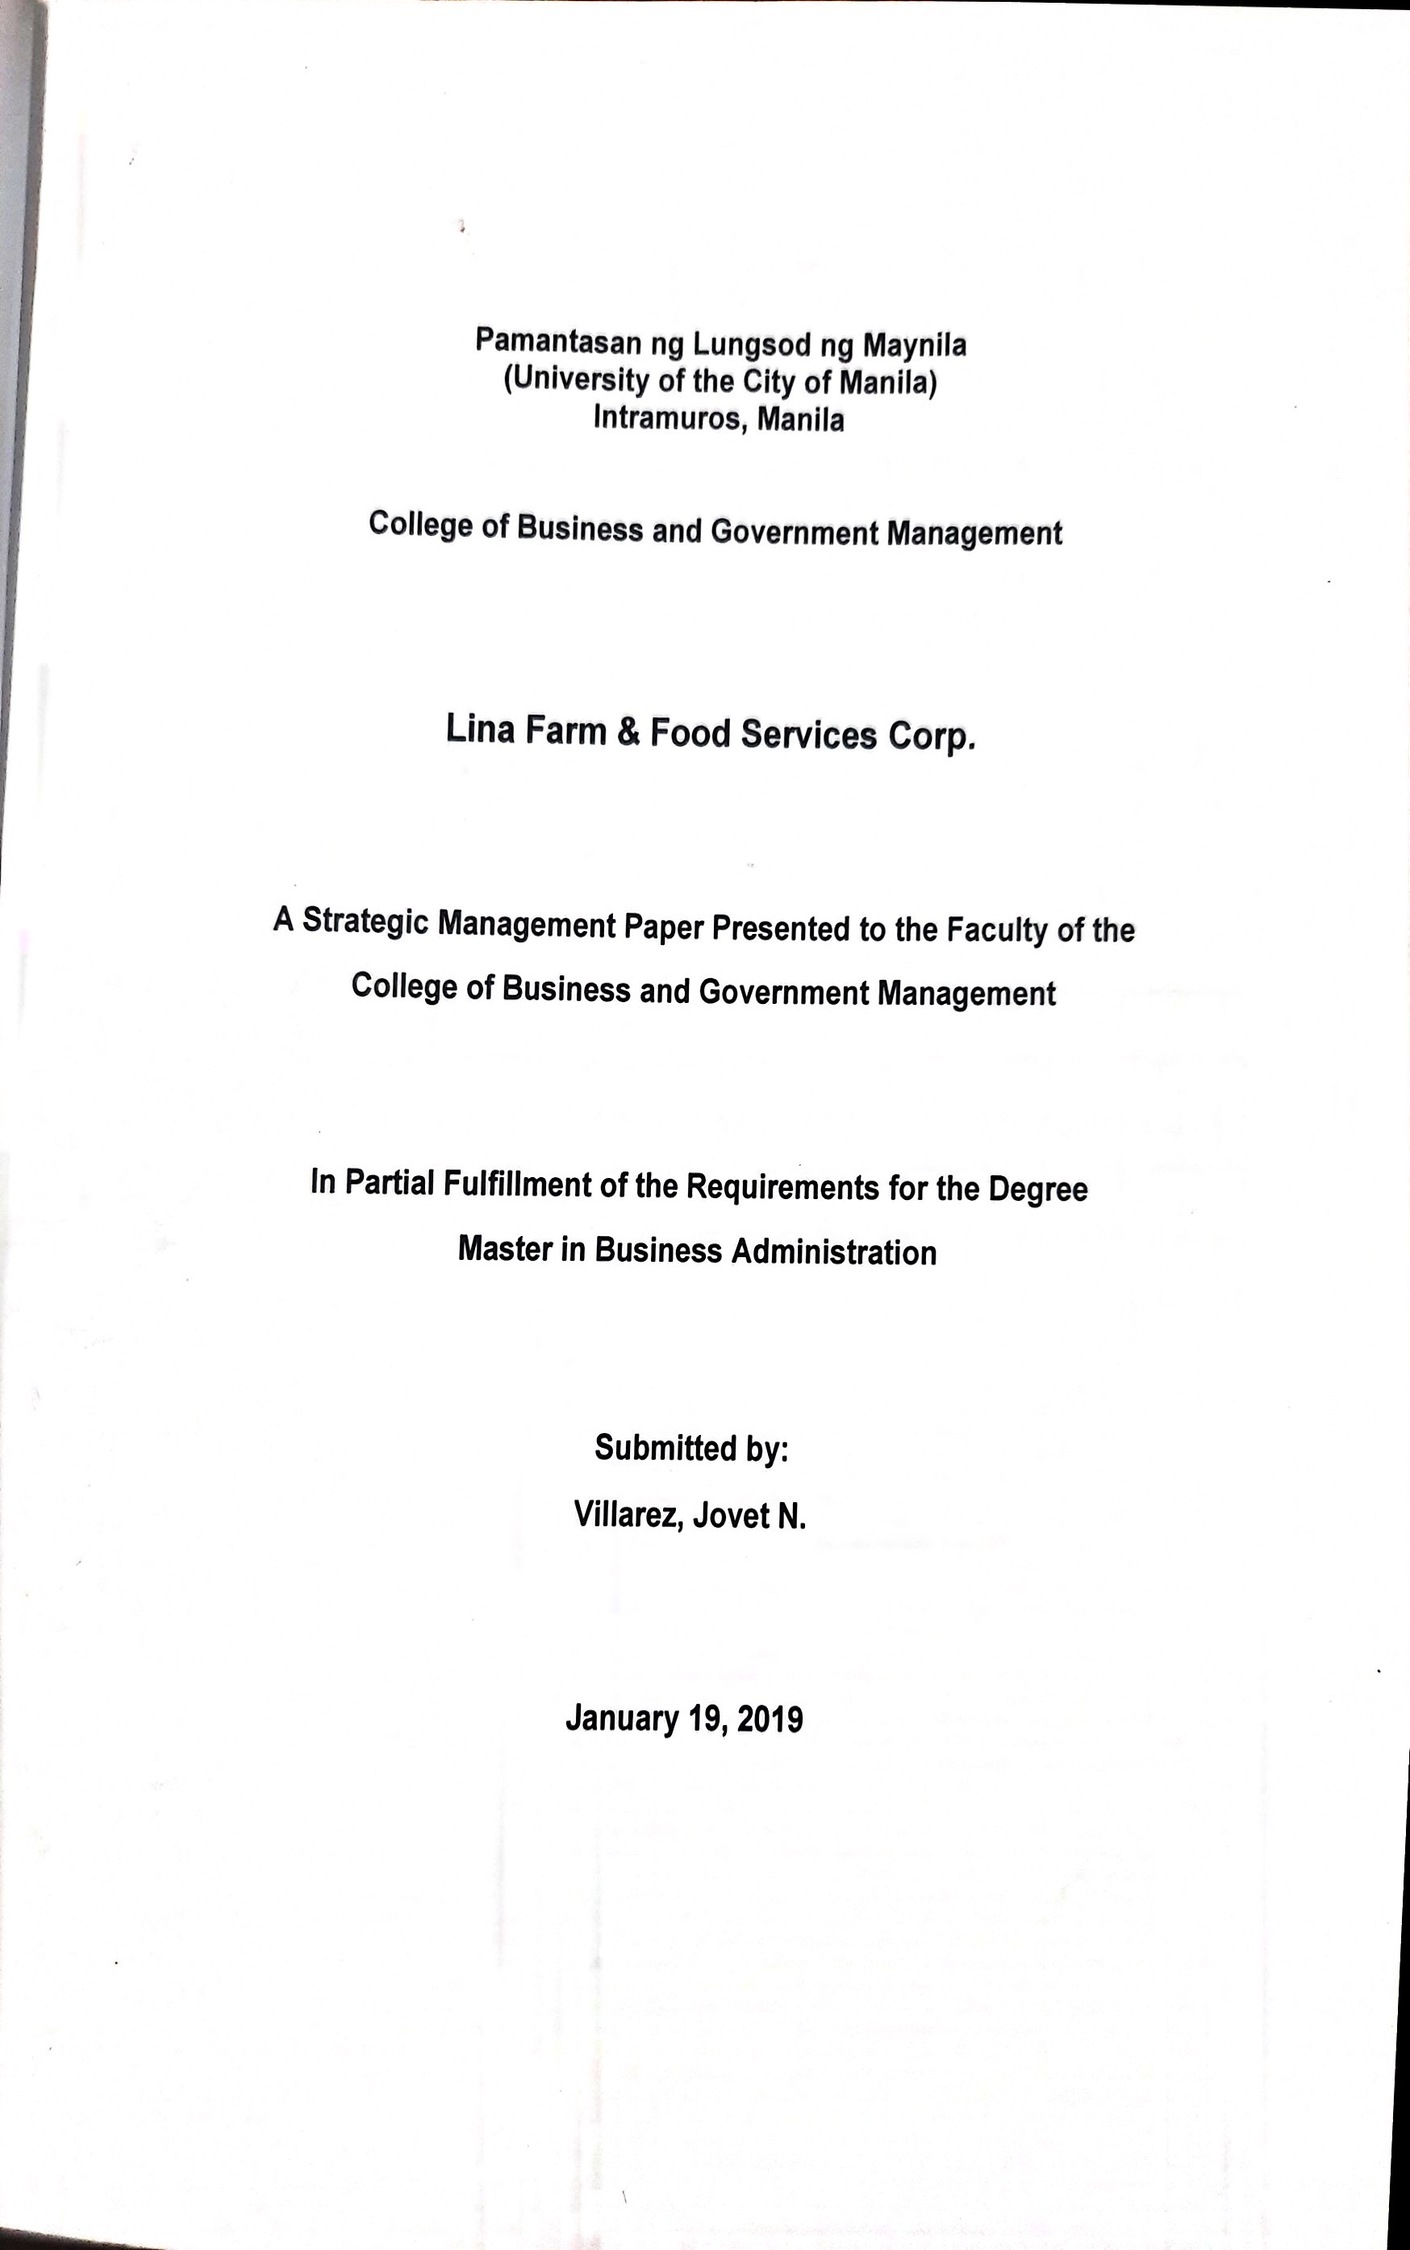 Pamantasan ng Lungsod ng Maynila
(University of the City of Manila)
Intramuros, Manila
College of Business and Government Management
Lina Farm & Food Services Corp.
A Strategic Management Paper Presented to the Faculty of the
College of Business and Government Management
In Partial Fulfillment of the Requirements for the Degree
Master in Business Administration
Submitted by:
Villarez, Jovet N.
January 19, 2019